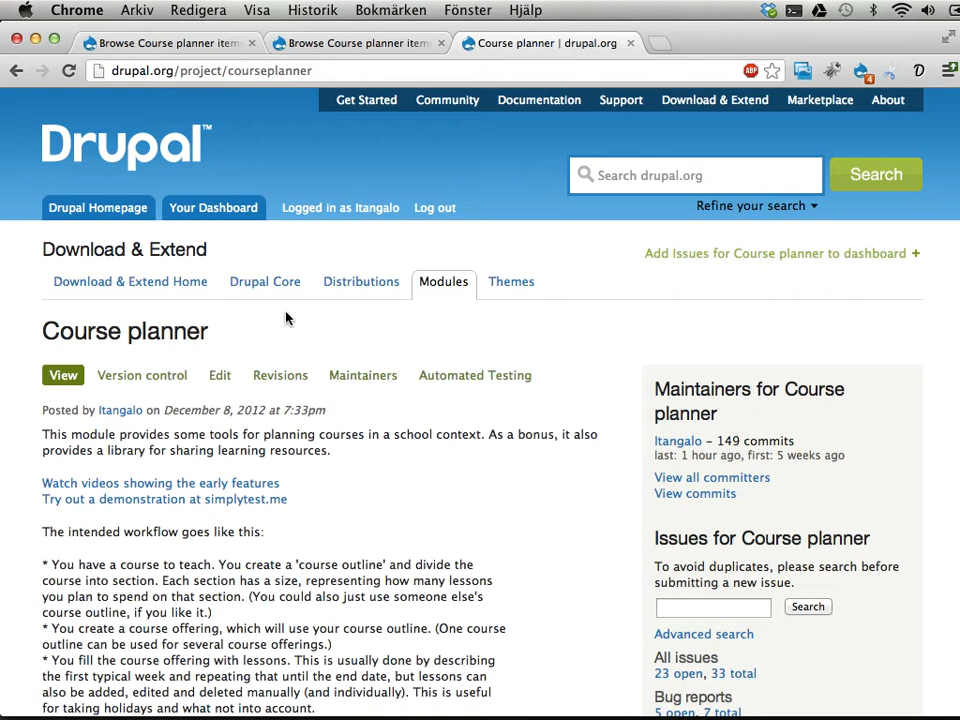 Chrome Arkiv Redigera Visa Historik Bokmärken Fönster Hjälp
Browse Course planner item
Browse Course planner item
Course planner | drupal.org
drupal.org/project/courseplanner
ABP
4
D
Get Started Community Documentation Support Download & Extend Marketplace About
Drupal™
Search drupal.org
Search
Refine your search
Drupal Homepage Your Dashboard Logged in as Itangalo Log out
Download & Extend
Add Issues for Course planner to dashboard +
Download & Extend Home Drupal Core Distributions Modules Themes
Course planner
View Version control Edit Revisions Maintainers Automated Testing
Posted by Itangalo on December 8, 2012 at 7:33pm
This module provides some tools for planning courses in a school context. As a bonus, it also
provides a library for sharing learning resources.
Watch videos showing the early features
Try out a demonstration at simplytest.me
The intended workflow goes like this:
* You have a course to teach. You create a 'course outline' and divide the
course into section. Each section has a size, representing how many lessons
you plan to spend on that section. (You could also just use someone else's
course outline, if you like it.)
* You create a course offering, which will use your course outline. (One course
outline can be used for several course offerings.)
* You fill the course offering with lessons. This is usually done by describing
the first typical week and repeating that until the end date, but lessons can
also be added, edited and deleted manually (and individually). This is useful
for taking holidays and what not into account.
Maintainers for Course
planner
Itangalo – 149 commits
last: 1 hour ago, first: 5 weeks ago
View all committers
View commits
Issues for Course planner
To avoid duplicates, please search before
submitting a new issue.
Search
Advanced search
All issues
23 open, 33 total
Bug reports
5 open, 7 total